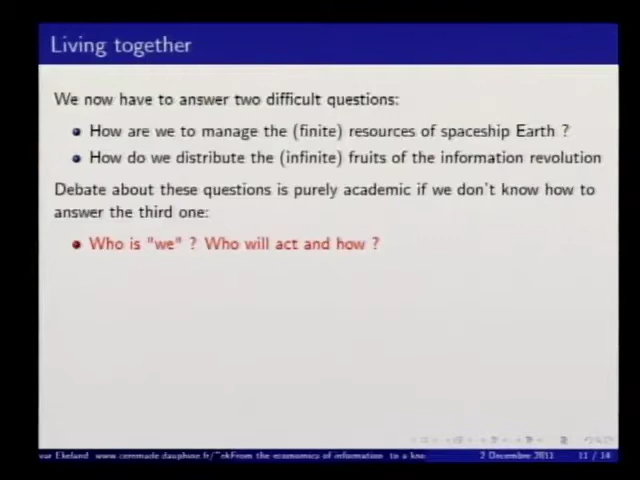 Living together
We now have to answer two difficult questions:
How are we to manage the (finite) resources of spaceship Earth ?
How do we distribute the (infinite) fruits of the information revolution
Debate about these questions is purely academic if we don't know how to
answer the third one:
Who is "we" ? Who will act and how ?
var Ekeland www.ceremade.dauphine.fr/~ekFrom the economics of information to a kno 2 Decembre 2011 11 / 14